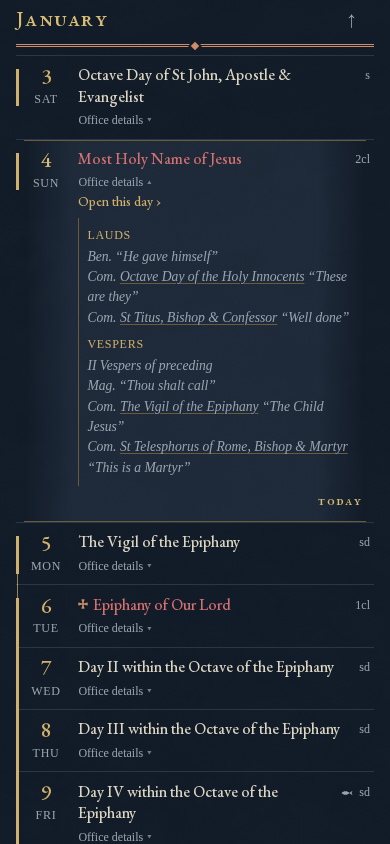 January ↑
3 Octave Day of St John, Apostle & s
SAT Evangelist
Office details ▾
4 Most Holy Name of Jesus 2cl
SUN Office details ▴
Open this day ›
LAUDS
Ben. “He gave himself”
Com. Octave Day of the Holy Innocents “These
are they”
Com. St Titus, Bishop & Confessor “Well done”
VESPERS
II Vespers of preceding
Mag. “Thou shalt call”
Com. The Vigil of the Epiphany “The Child
Jesus”
Com. St Telesphorus of Rome, Bishop & Martyr
“This is a Martyr”
TODAY
5 The Vigil of the Epiphany sd
MON Office details ▾
6 ✢ Epiphany of Our Lord 1cl
TUE Office details ▾
7 Day II within the Octave of the Epiphany sd
WED Office details ▾
8 Day III within the Octave of the Epiphany sd
THU Office details ▾
9 Day IV within the Octave of the sd
FRI Epiphany
Office details ▾